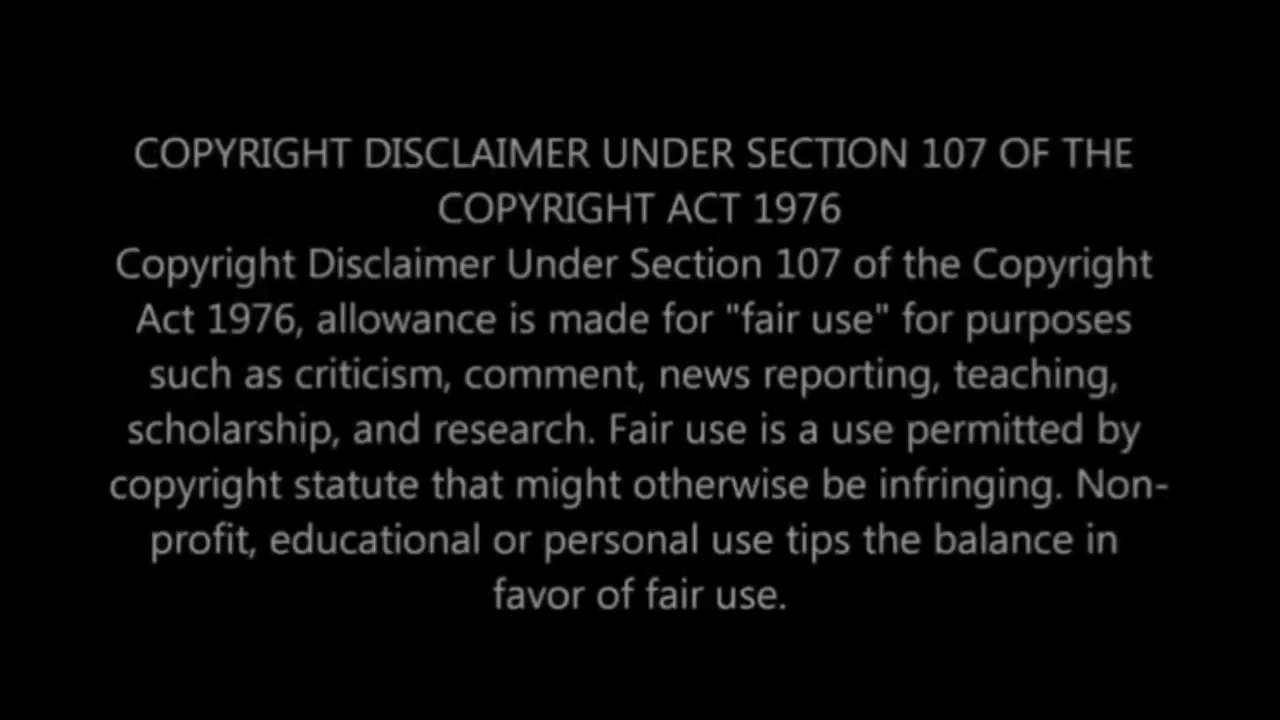 COPYRIGHT DISCLAIMER UNDER SECTION 107 OF THE
COPYRIGHT ACT 1976
Copyright Disclaimer Under Section 107 of the Copyright
Act 1976, allowance is made for "fair use" for purposes
such as criticism, comment, news reporting, teaching,
scholarship, and research. Fair use is a use permitted by
copyright statute that might otherwise be infringing. Non-
profit, educational or personal use tips the balance in
favor of fair use.